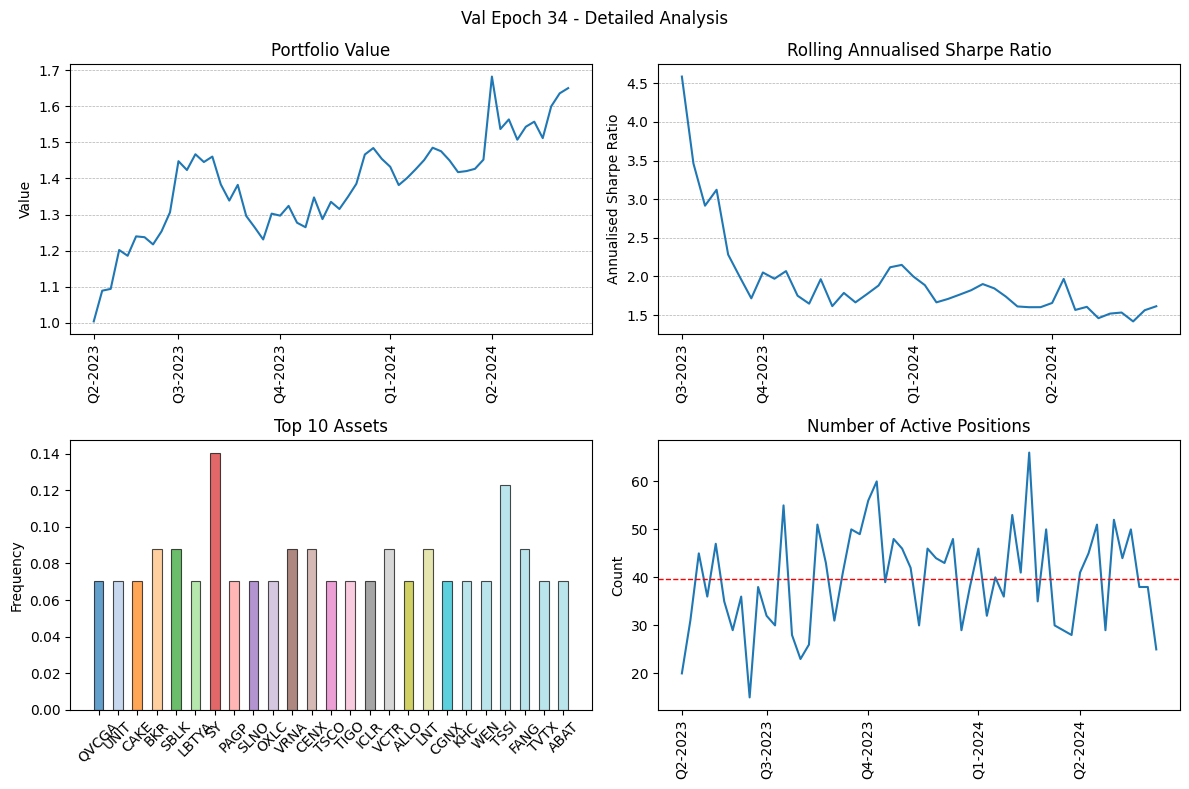 Val Epoch 34 - Detailed Analysis
Portfolio Value
Value
1.7
1.6
1.5
1.4
1.3
1.2
1.1
1.0
Q2-2023
Q3-2023
Q4-2023
Q1-2024
Q2-2024
Rolling Annualised Sharpe Ratio
Annualised Sharpe Ratio
4.5
4.0
3.5
3.0
2.5
2.0
1.5
Q3-2023
Q4-2023
Q1-2024
Q2-2024
Top 10 Assets
Frequency
0.14
0.12
0.10
0.08
0.06
0.04
0.02
0.00
QVCGA
UNIT
CAKE
BKR
SBLK
LBTYA
SY
PAGP
SLNO
OXLC
VRNA
CENX
TSCO
TIGO
ICLR
VCTR
ALLO
LNT
CGNX
KHC
WEN
TSSI
FANG
TVTX
ABAT
Number of Active Positions
Count
60
50
40
30
20
Q2-2023
Q3-2023
Q4-2023
Q1-2024
Q2-2024